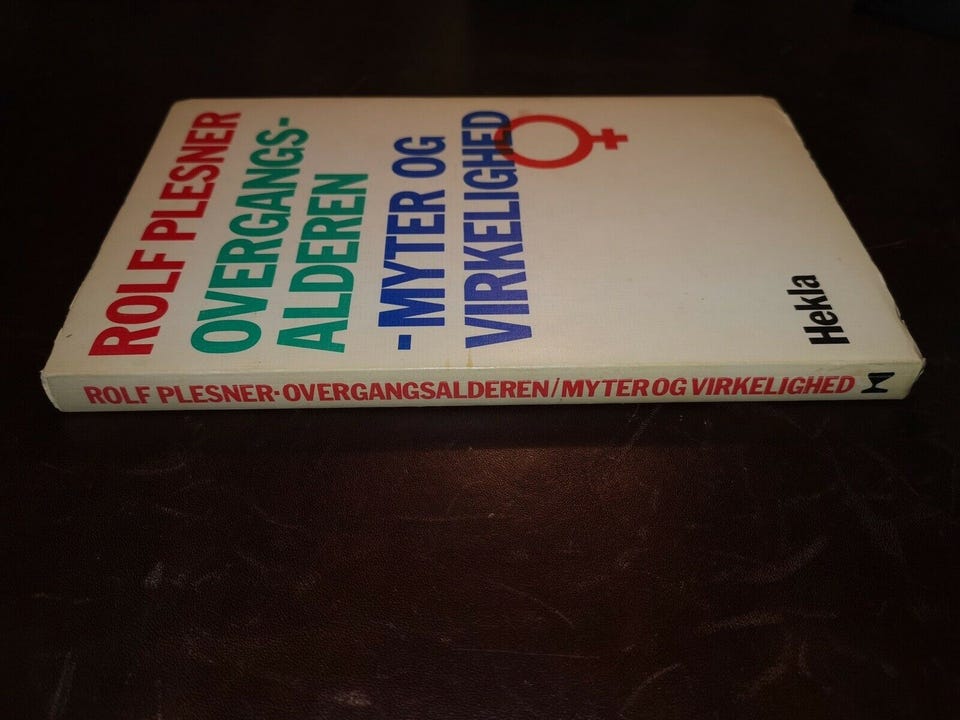 ROLF PLESNER
OVERGANGS-
ALDEREN
-MYTER OG
VIRKELIGHED
Hekla
ROLF PLESNER·OVERGANGSALDEREN/MYTER OG VIRKELIGHED